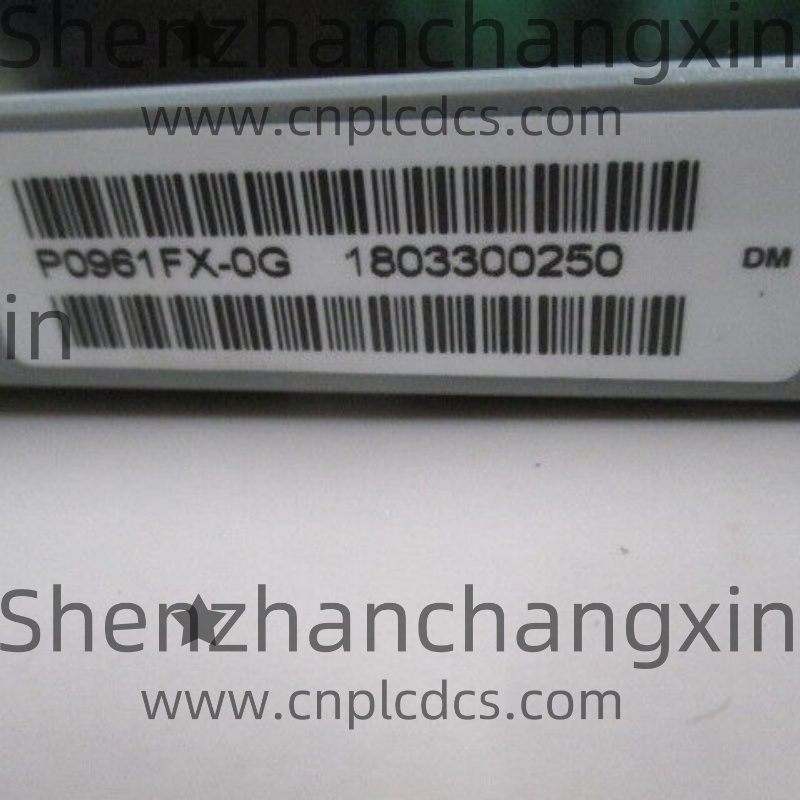 Shenzhanchangxin
www.cnplcdcs.com
P0961FX-0G 1803300250 DM
in
Shenzhanchangxin
www.cnplcdcs.com